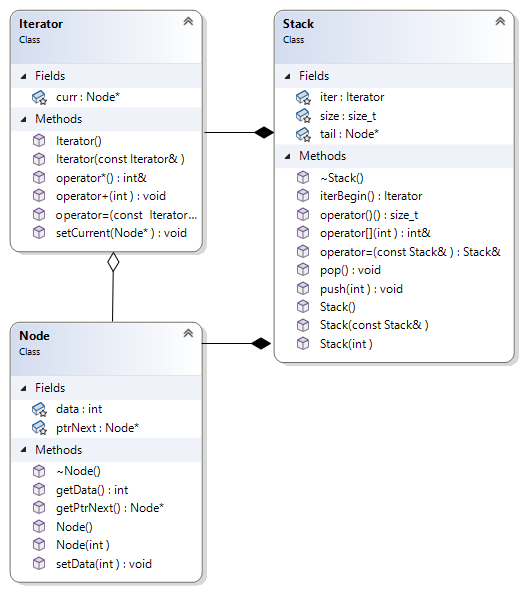 Iterator
Class
Fields
curr : Node*
Methods
Iterator()
Iterator(const Iterator& )
operator*() : int&
operator+(int ) : void
operator=(const  Iterator...
setCurrent(Node* ) : void
Stack
Class
Fields
iter : Iterator
size : size_t
tail : Node*
Methods
~Stack()
iterBegin() : Iterator
operator()() : size_t
operator[](int ) : int&
operator=(const Stack& ) : Stack&
pop() : void
push(int ) : void
Stack()
Stack(const Stack& )
Stack(int )
Node
Class
Fields
data : int
ptrNext : Node*
Methods
~Node()
getData() : int
getPtrNext() : Node*
Node()
Node(int )
setData(int ) : void